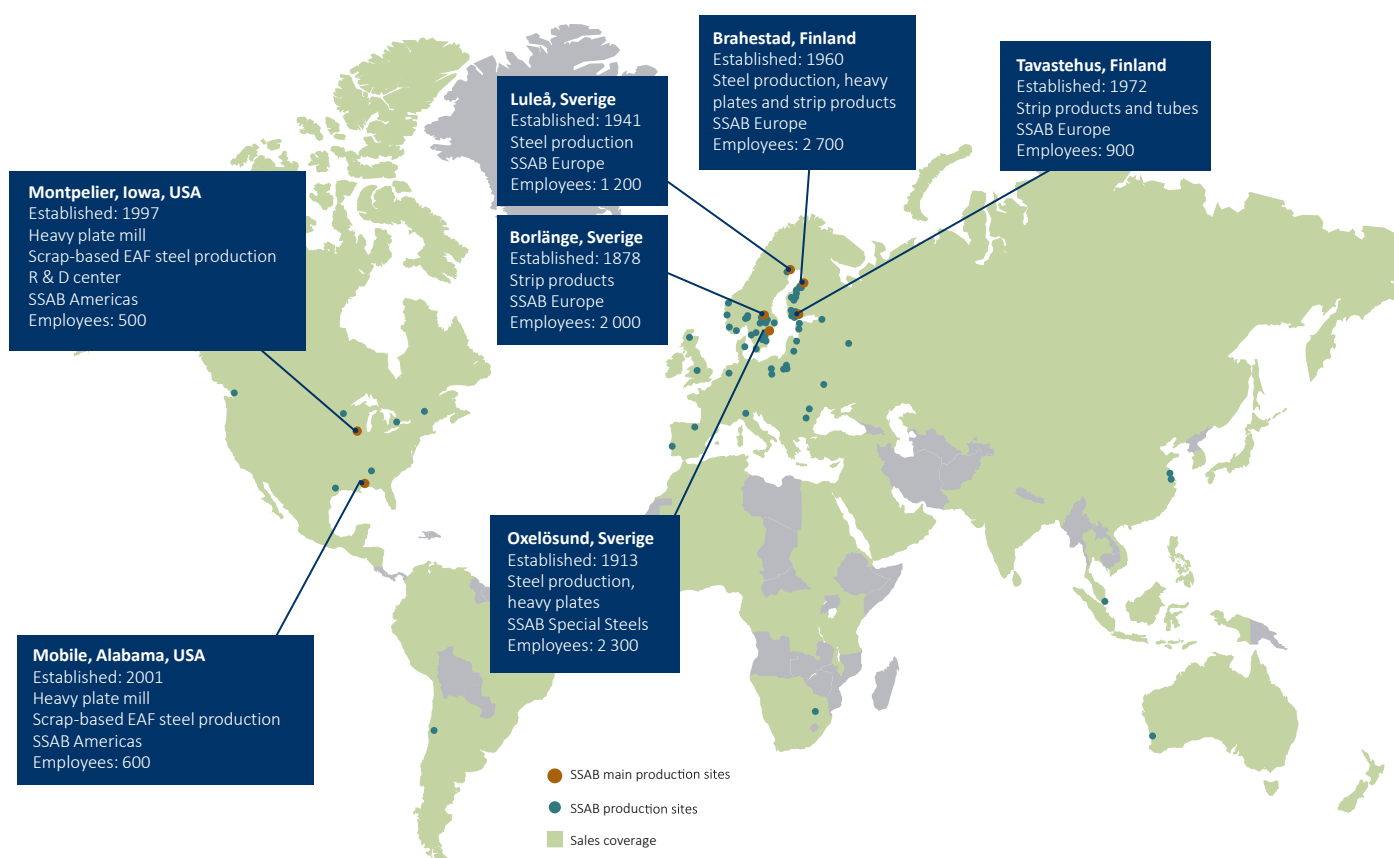 Brahestad, Finland
Established: 1960
Steel production, heavy
plates and strip products
SSAB Europe
Employees: 2 700
Tavastehus, Finland
Established: 1972
Strip products and tubes
SSAB Europe
Employees: 900
Luleå, Sverige
Established: 1941
Steel production
SSAB Europe
Employees: 1 200
Montpelier, Iowa, USA
Established: 1997
Heavy plate mill
Scrap-based EAF steel production
R & D center
SSAB Americas
Employees: 500
Borlänge, Sverige
Established: 1878
Strip products
SSAB Europe
Employees: 2 000
Oxelösund, Sverige
Established: 1913
Steel production,
heavy plates
SSAB Special Steels
Employees: 2 300
Mobile, Alabama, USA
Established: 2001
Heavy plate mill
Scrap-based EAF steel production
SSAB Americas
Employees: 600
SSAB main production sites
SSAB production sites
Sales coverage